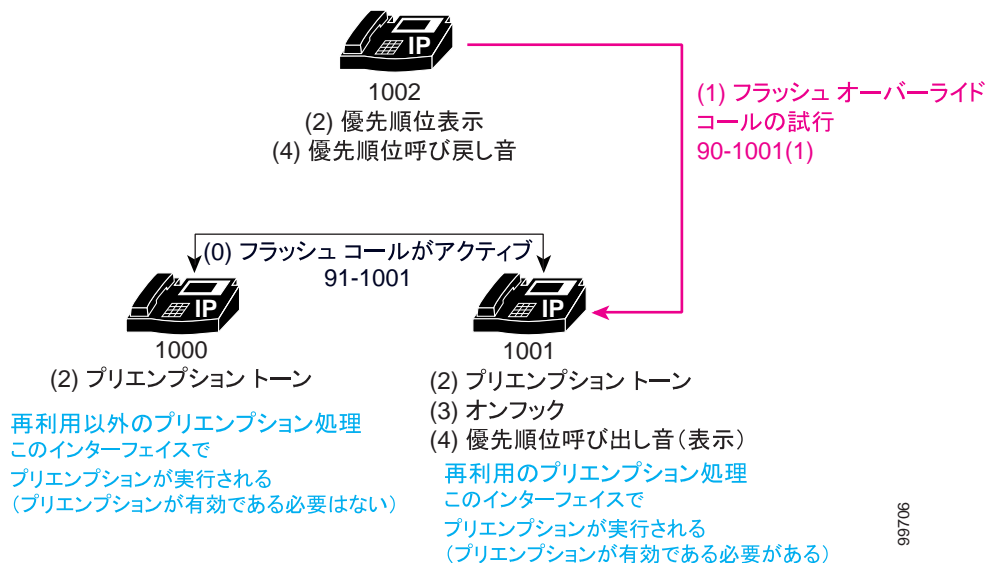 IP
1002
(2) 優先順位表示
(4) 優先順位呼び戻し音
(1) フラッシュ オーバーライド
コールの試行
90-1001(1)
(0) フラッシュ コールがアクティブ
91-1001
IP
1000
(2) プリエンプション トーン
再利用以外のプリエンプション処理
このインターフェイスで
プリエンプションが実行される
(プリエンプションが有効である必要はない)
IP
1001
(2) プリエンプション トーン
(3) オンフック
(4) 優先順位呼び出し音(表示)
再利用のプリエンプション処理
このインターフェイスで
プリエンプションが実行される
(プリエンプションが有効である必要がある)
99706